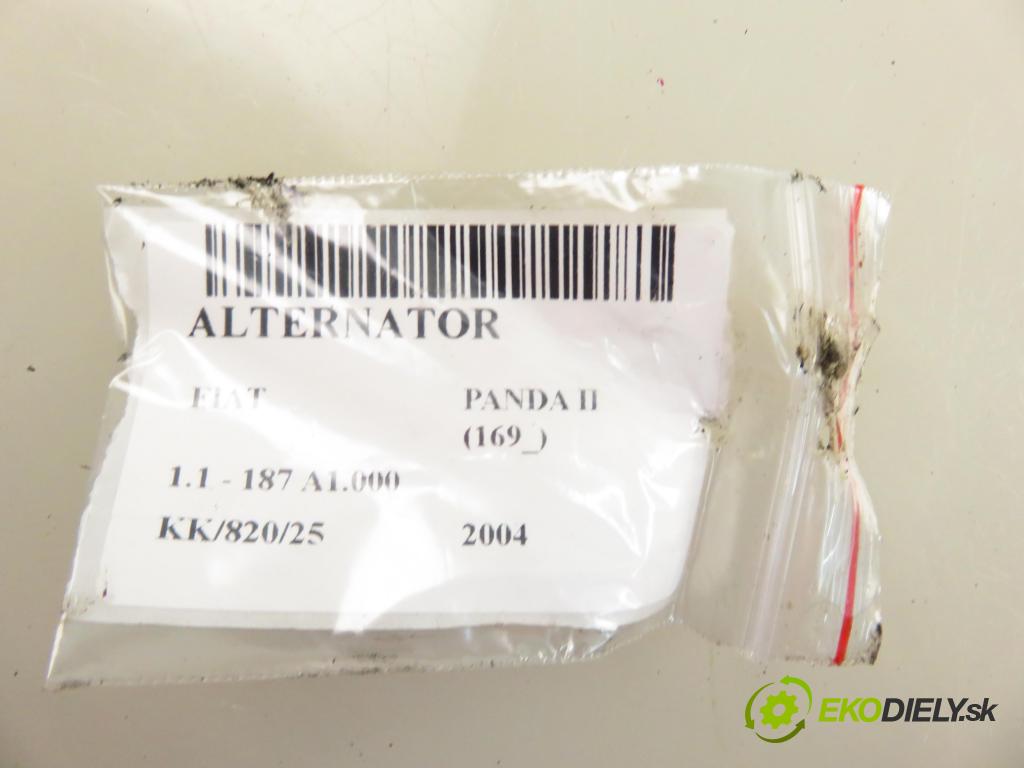 ALTERNATOR
FIAT PANDA II
(169_)
1.1 - 187 A1.000
KK/820/25 2004
EKODIELY.sk